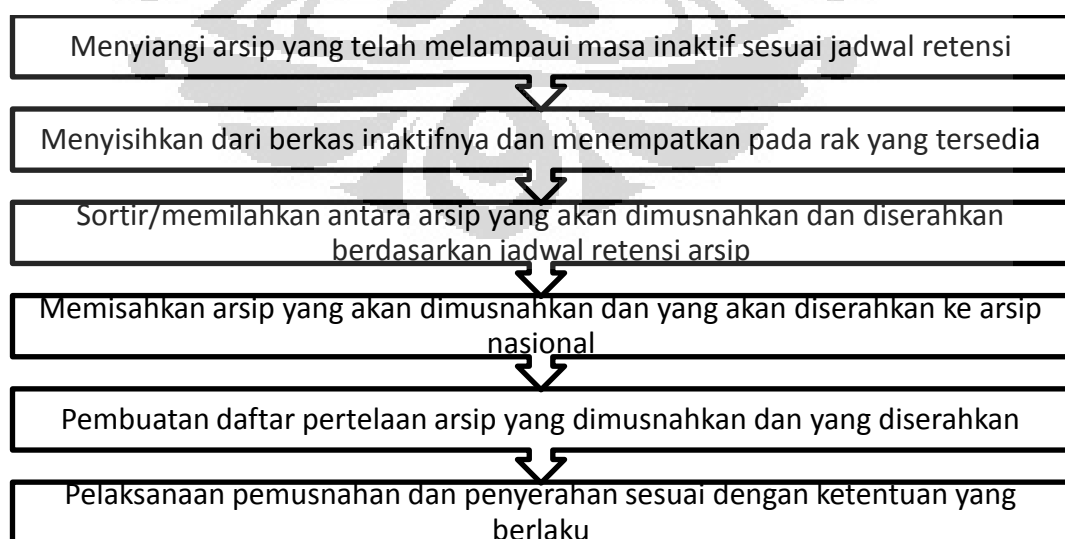 Menyiangi arsip yang telah melampaui masa inaktif sesuai jadwal retensi
Menyisihkan dari berkas inaktifnya dan menempatkan pada rak yang tersedia
Sortir/memilahkan antara arsip yang akan dimusnahkan dan diserahkan
berdasarkan jadwal retensi arsip
Memisahkan arsip yang akan dimusnahkan dan yang akan diserahkan ke arsip
nasional
Pembuatan daftar pertelaan arsip yang dimusnahkan dan yang diserahkan
Pelaksanaan pemusnahan dan penyerahan sesuai dengan ketentuan yang
berlaku